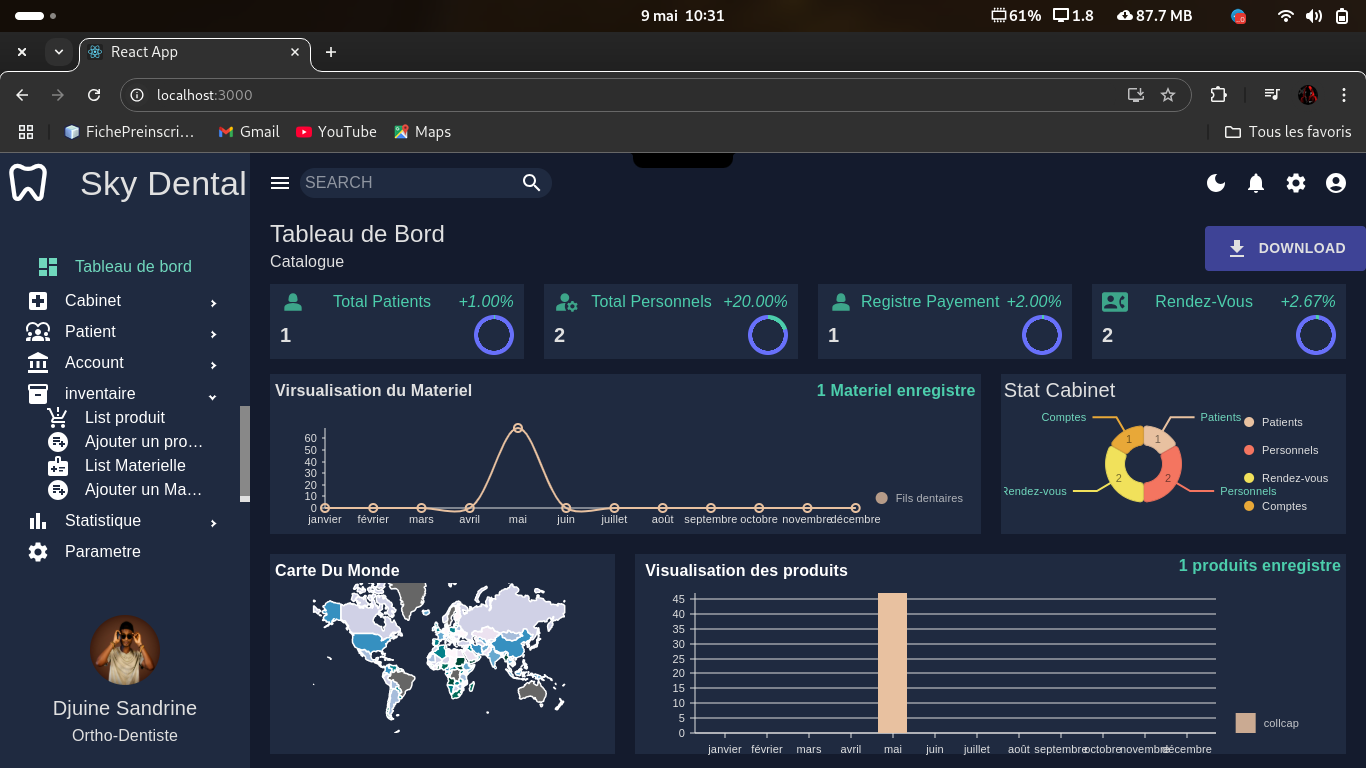 9 mai 10:31
61% 1.8 87.7 MB
React App
localhost:3000
FichePreinscri… Gmail YouTube Maps Tous les favoris
Sky Dental
SEARCH
Tableau de bord
Cabinet
Patient
Account
inventaire
List produit
Ajouter un pro…
List Materielle
Ajouter un Ma…
Statistique
Parametre
Djuine Sandrine
Ortho-Dentiste
Tableau de Bord
Catalogue
DOWNLOAD
Total Patients +1.00%
1
Total Personnels +20.00%
2
Registre Payement +2.00%
1
Rendez-Vous +2.67%
2
Virsualisation du Materiel 1 Materiel enregistre
60
50
40
30
20
10
0
janvier février mars avril mai juin juillet août septembre octobre novembre décembre
Fils dentaires
Stat Cabinet
Comptes Patients
1 1
2 2
Rendez-vous Personnels
Patients
Personnels
Rendez-vous
Comptes
Carte Du Monde
Visualisation des produits 1 produits enregistre
45
40
35
30
25
20
15
10
5
0
janvier février mars avril mai juin juillet août septembre octobre novembre décembre
collcap